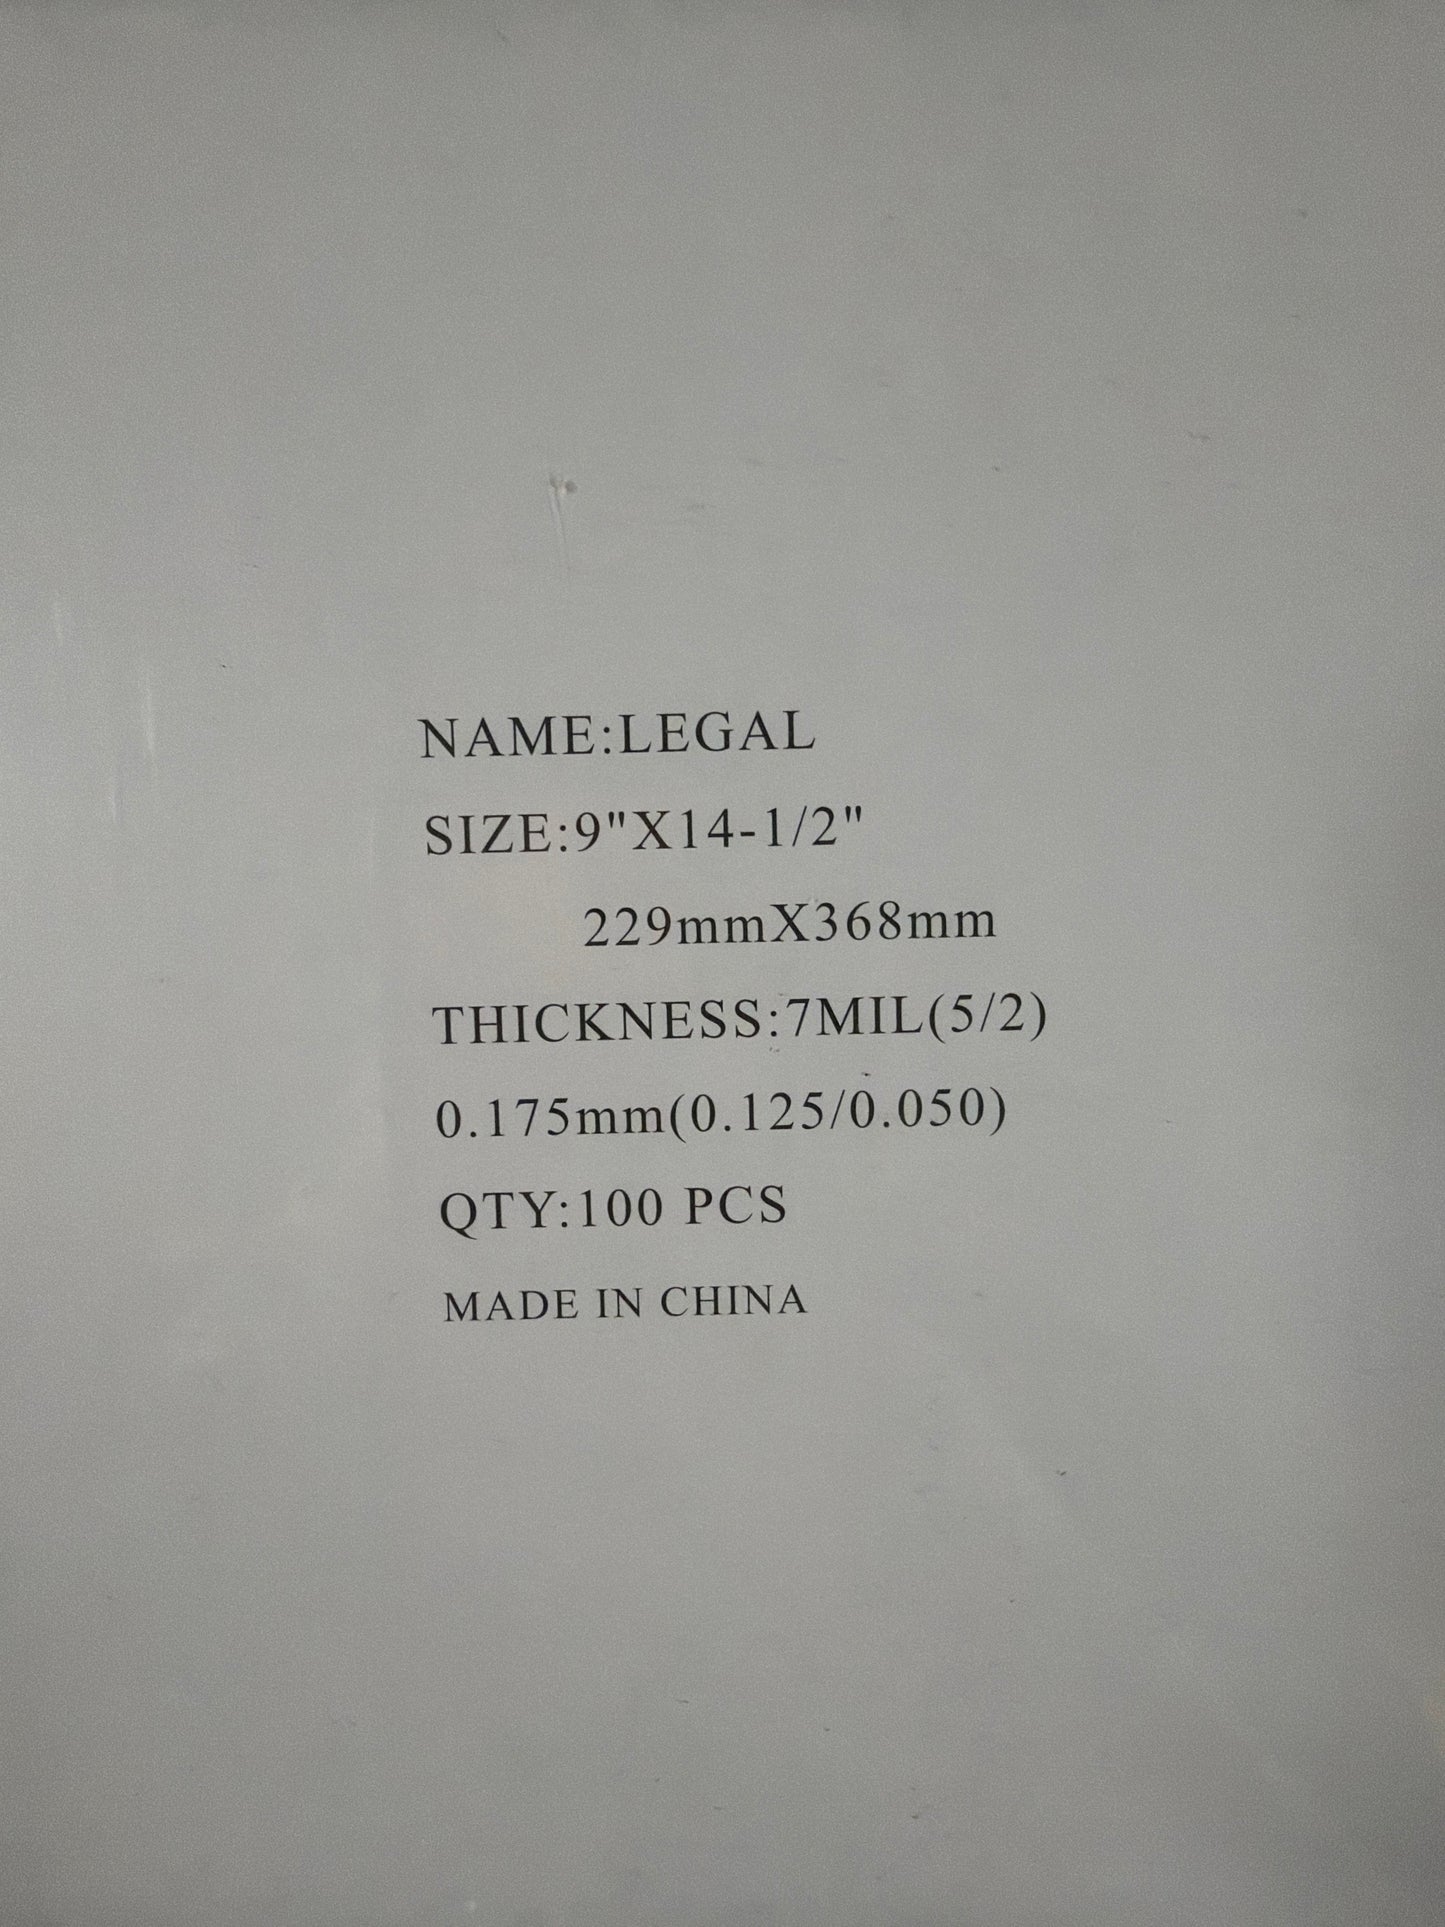 NAME:LEGAL
SIZE:9"X14-1/2"
229mmX368mm
THICKNESS:7MIL(5/2)
0.175mm(0.125/0.050)
QTY:100 PCS
MADE IN CHINA